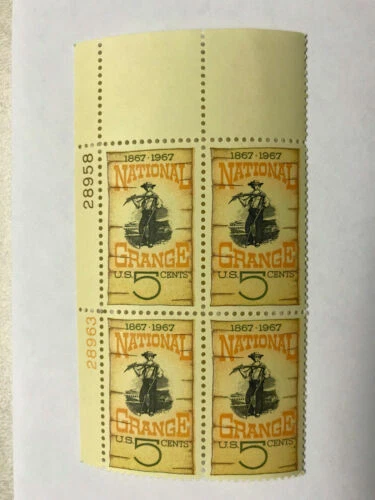 28958
28963
1867·1967
NATIONAL
GRANGE
U.S. 5 CENTS
1867·1967
NATIONAL
GRANGE
U.S. 5 CENTS
1867·1967
NATIONAL
GRANGE
U.S. 5 CENTS
1867·1967
NATIONAL
GRANGE
U.S. 5 CENTS